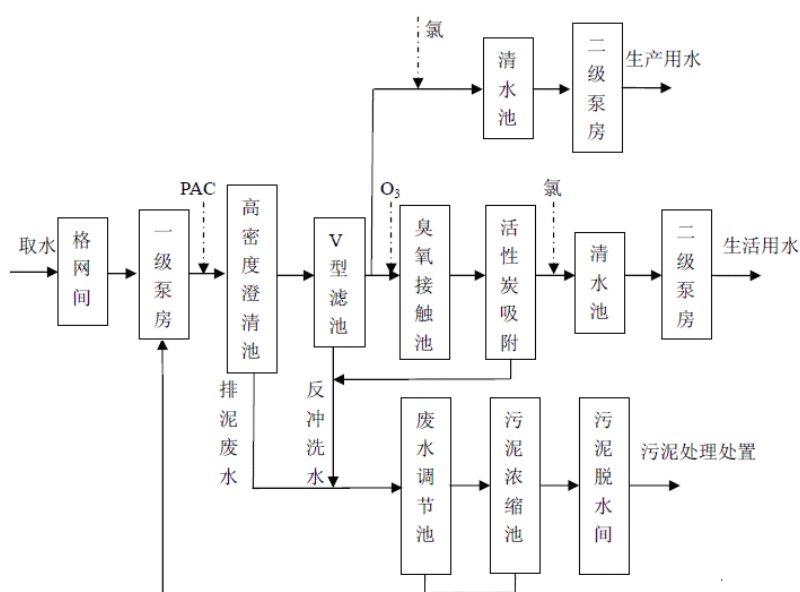 氯
清水池
二级泵房
生产用水
PAC
O₃
氯
取水
格网间
一级泵房
高密度澄清池
V型滤池
臭氧接触池
活性炭吸附
清水池
二级泵房
生活用水
排泥废水
反冲洗水
废水调节池
污泥浓缩池
污泥脱水间
污泥处理处置